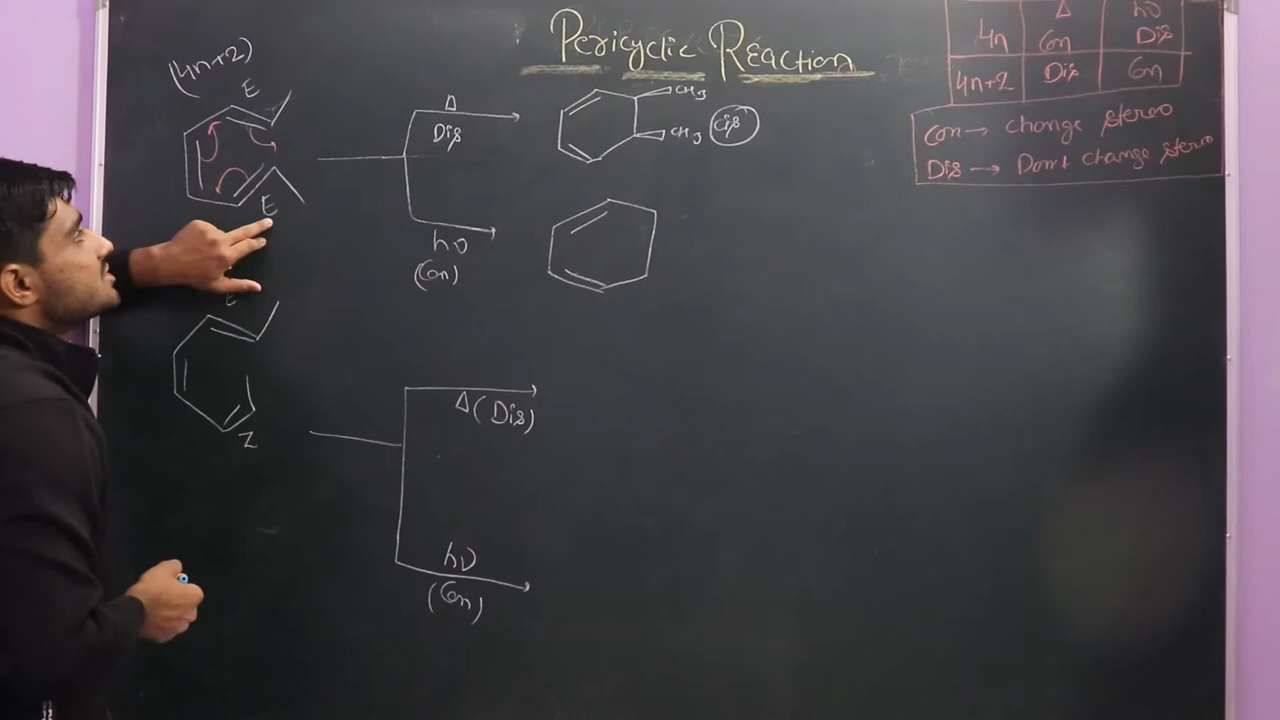 Pericyclic Reaction
Δ hν
4n Con Dis
4n+2 Dis Con
Con → change stereo
Dis → Don't change stereo
(4n+2)
E
E
Δ
Dis
CH3
CH3 cis
hν
(Con)
E
Z
Δ(Dis)
hν
(Con)